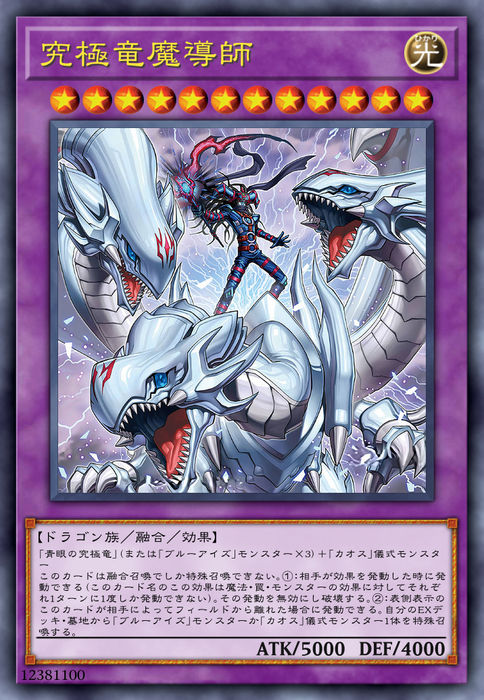 究極竜魔導師
光
ひかり
【ドラゴン族／融合／効果】
「青眼の究極竜」(または「ブルーアイズ」モンスター×3)＋「カオス」儀式モンスタ
ー
このカードは融合召喚でしか特殊召喚できない。①:相手が効果を発動した時に発
動できる(このカード名のこの効果は魔法・罠・モンスターの効果に対してそれぞ
れ1ターンに1度しか発動できない)。その発動を無効にし破壊する。②:表側表示の
このカードが相手によってフィールドから離れた場合に発動できる。自分のEXデ
ッキ・墓地から「ブルーアイズ」モンスターか「カオス」儀式モンスター1体を特殊召
喚する。
ATK/5000 DEF/4000
12381100